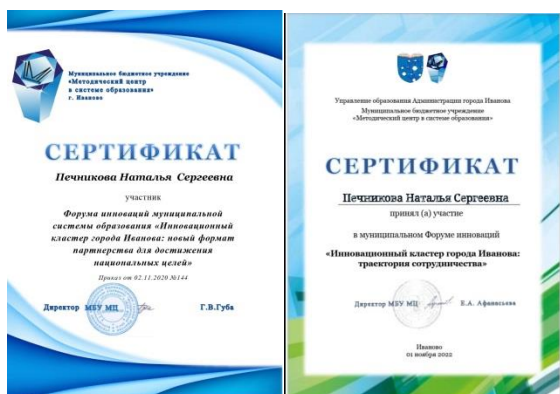 Муниципальное бюджетное учреждение
«Методический центр
в системе образования»
г. Иваново
СЕРТИФИКАТ
Печникова Наталья Сергеевна
участник
Форума инноваций муниципальной
системы образования «Инновационный
кластер города Иванова: новый формат
партнерства для достижения
национальных целей»
Приказ от 02.11.2020 №144
Директор МБУ МЦ Г.В.Губа
Управление образования Администрации города Иванова
Муниципальное бюджетное учреждение
«Методический центр в системе образования»
СЕРТИФИКАТ
Печникова Наталья Сергеевна
принял (а) участие
в муниципальном Форуме инноваций
«Инновационный кластер города Иванова:
траектория сотрудничества»
Директор МБУ МЦ Е.А. Афанасьева
Иваново
01 ноября 2022